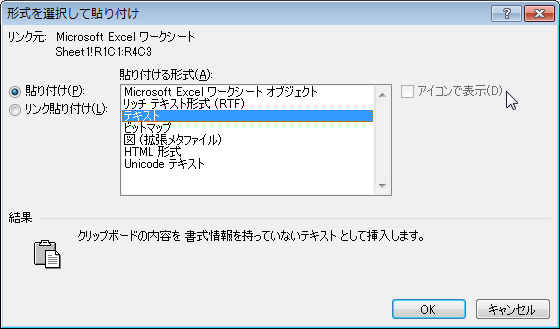 形式を選択して貼り付け
リンク元: Microsoft Excel ワークシート
Sheet1!R1C1:R4C3
貼り付ける形式(A):
貼り付け(P):
リンク貼り付け(L):
Microsoft Excel ワークシート オブジェクト
リッチ テキスト形式 (RTF)
テキスト
ビットマップ
図 (拡張メタファイル)
HTML 形式
Unicode テキスト
アイコンで表示(D)
結果
クリップボードの内容を 書式情報を持っていないテキスト として挿入します。
OK
キャンセル